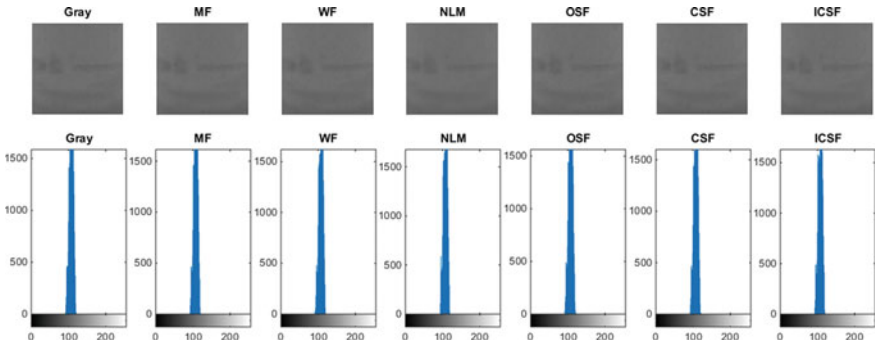 Gray MF WF NLM OSF CSF ICSF
Gray MF WF NLM OSF CSF ICSF
1500 1500 1500 1500 1500 1500 1500
1000 1000 1000 1000 1000 1000 1000
500 500 500 500 500 500 500
0 0 0 0 0 0 0
0 100 200 0 100 200 0 100 200 0 100 200 0 100 200 0 100 200 0 100 200